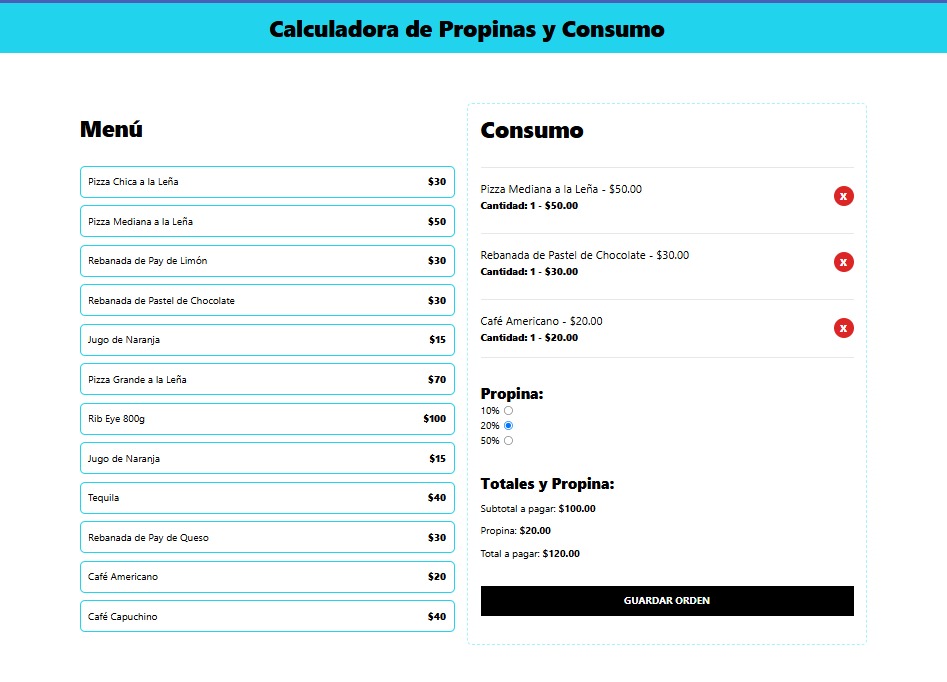 Calculadora de Propinas y Consumo
Menú
Pizza Chica a la Leña $30
Pizza Mediana a la Leña $50
Rebanada de Pay de Limón $30
Rebanada de Pastel de Chocolate $30
Jugo de Naranja $15
Pizza Grande a la Leña $70
Rib Eye 800g $100
Jugo de Naranja $15
Tequila $40
Rebanada de Pay de Queso $30
Café Americano $20
Café Capuchino $40
Consumo
Pizza Mediana a la Leña - $50.00
Cantidad: 1 - $50.00
X
Rebanada de Pastel de Chocolate - $30.00
Cantidad: 1 - $30.00
X
Café Americano - $20.00
Cantidad: 1 - $20.00
X
Propina:
10%
20%
50%
Totales y Propina:
Subtotal a pagar: $100.00
Propina: $20.00
Total a pagar: $120.00
GUARDAR ORDEN